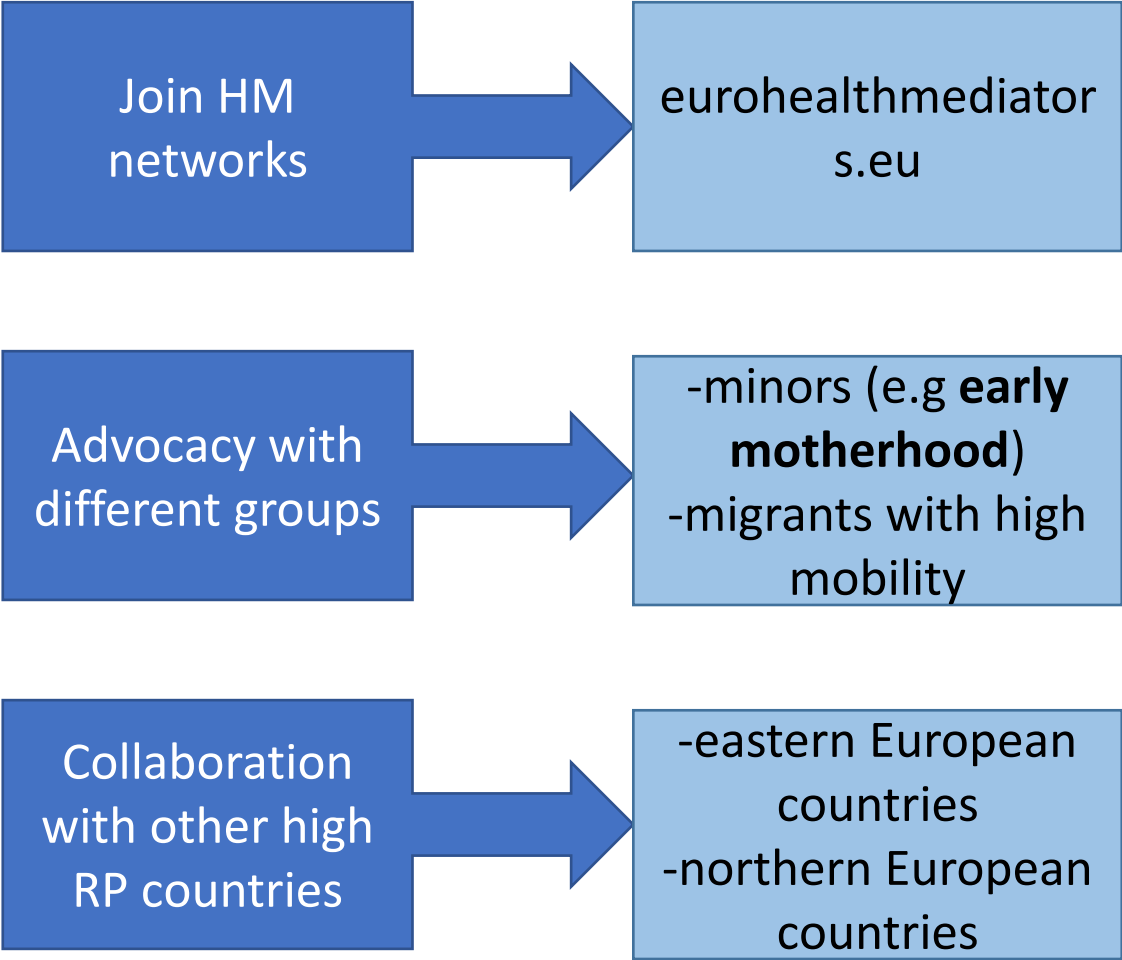 Join HM
networks
eurohealthmediator
s.eu
Advocacy with
different groups
-minors (e.g early
motherhood)
-migrants with high
mobility
Collaboration
with other high
RP countries
-eastern European
countries
-northern European
countries